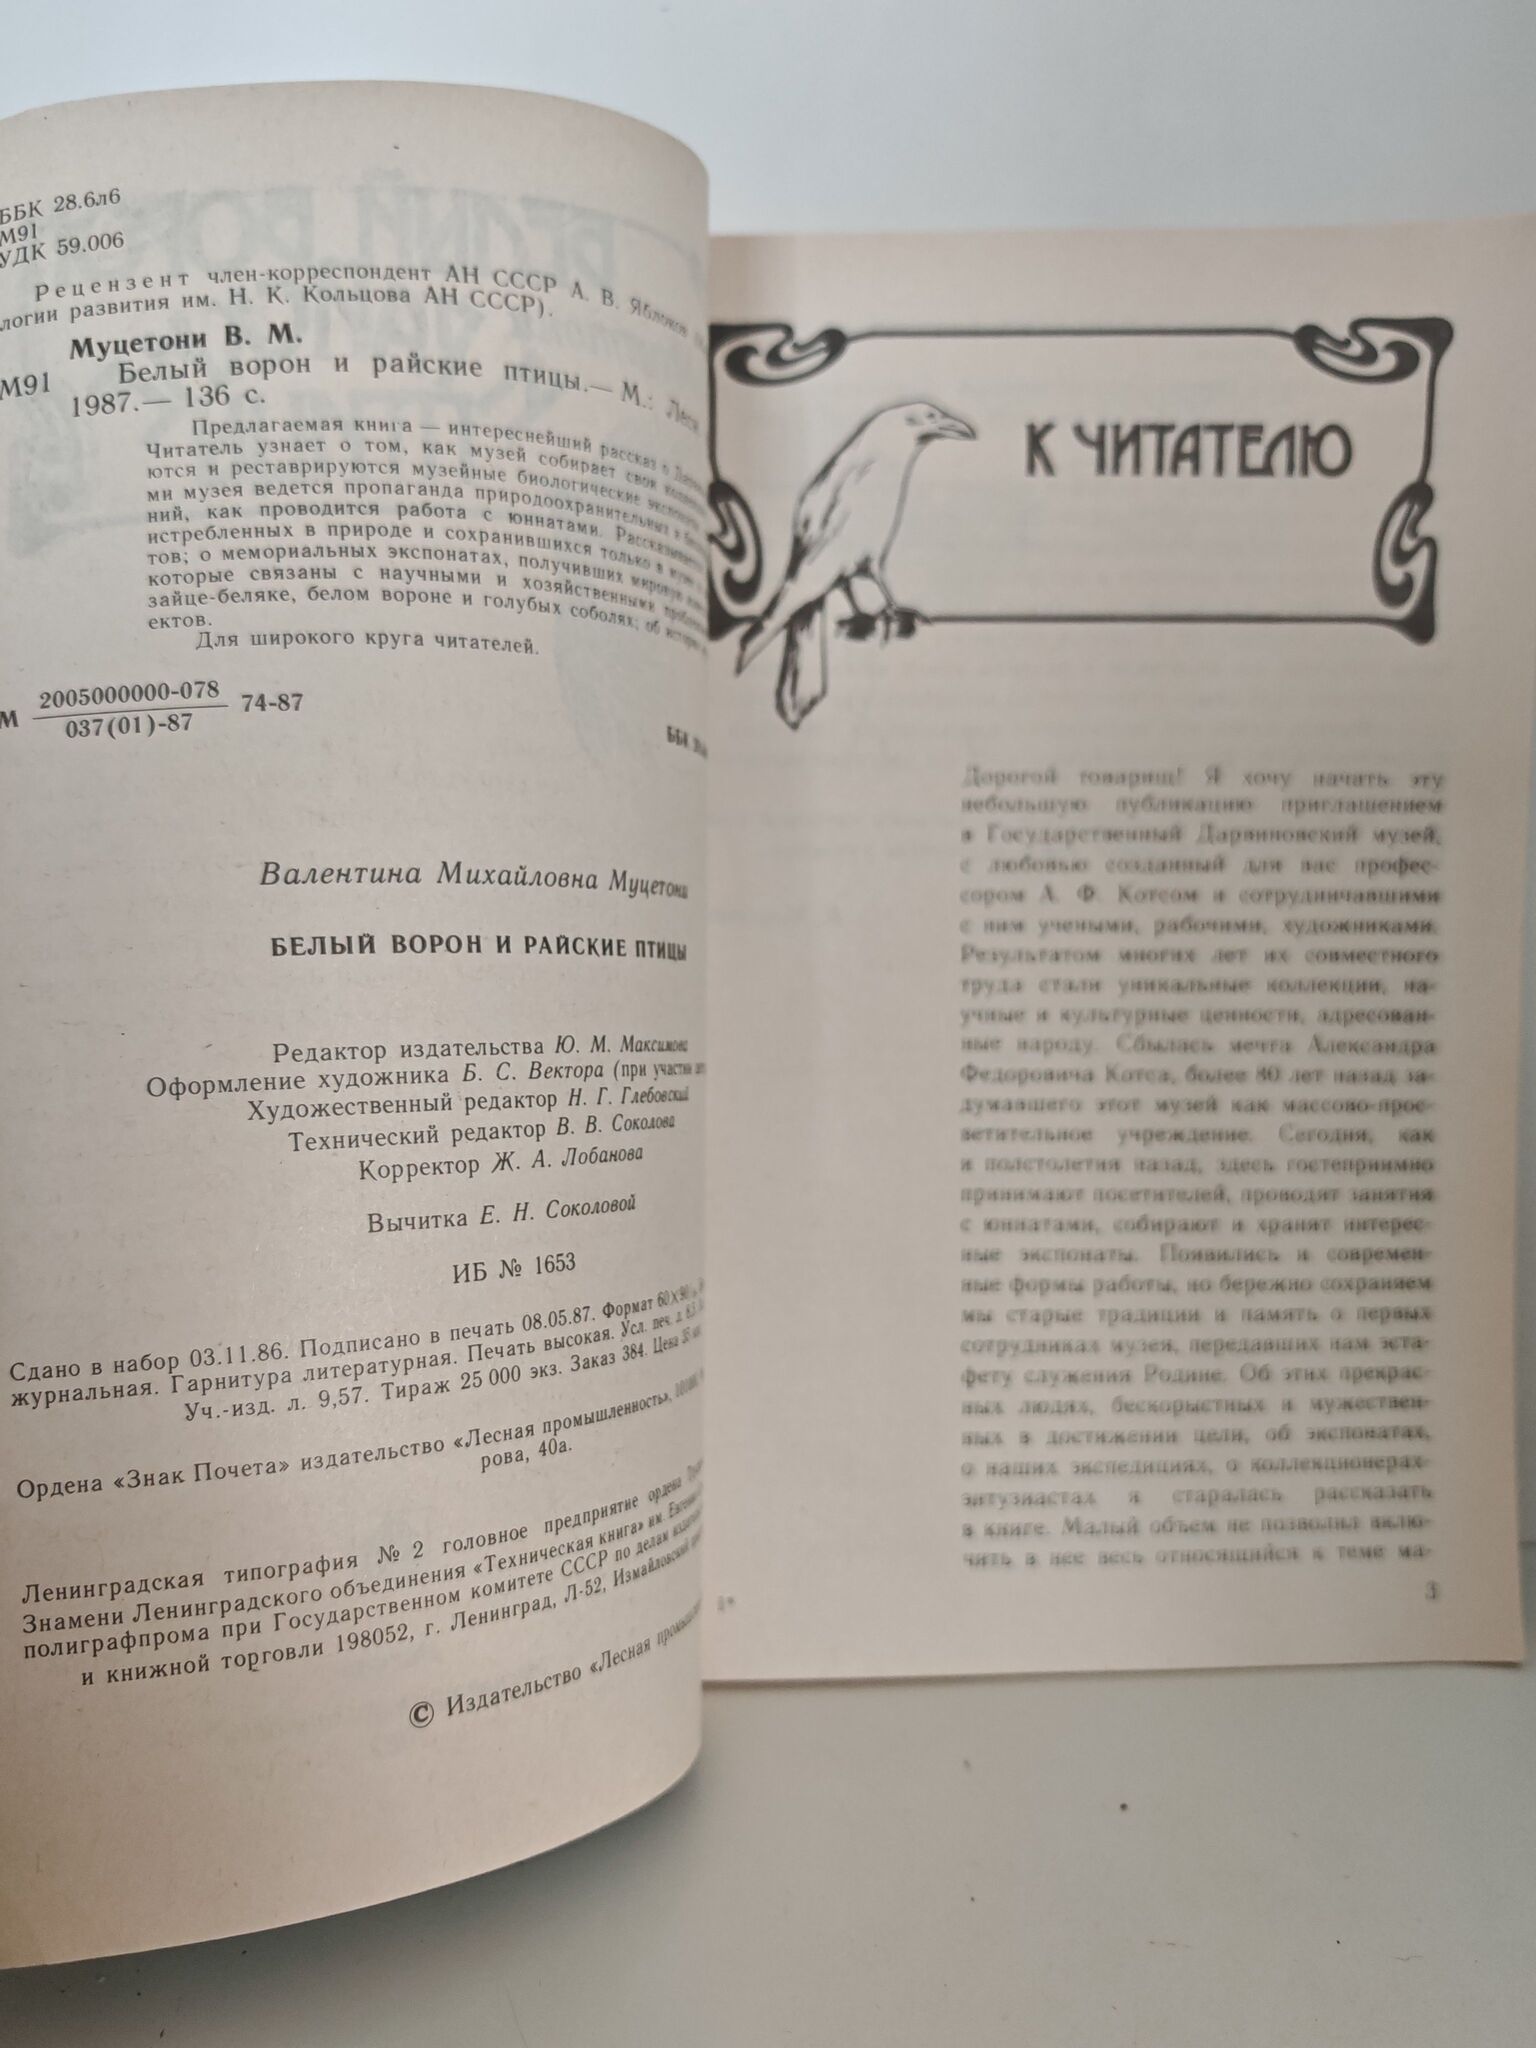 ББК 28.6л6
М91
УДК 59.006
Рецензент член-корреспондент АН СССР А. В. Яблоков
логии развития им. Н. К. Кольцова АН СССР).
Муцетони В. М.
М91 Белый ворон и райские птицы.— М.: Лесн
1987.— 136 с.
Предлагаемая книга — интереснейший рассказ о
Читатель узнает о том, как музей собирает свои
ются и реставрируются музейные биологические экспонаты
ми музея ведется пропаганда природоохранительных и
ний, как проводится работа с юннатами. Рассказывает
истребленных в природе и сохранившихся только в
тов; о мемориальных экспонатах, получивших мировую
которые связаны с научными и хозяйственными
зайце-беляке, белом вороне и голубых соболях; об
ектов.
Для широкого круга читателей.
М 2005000000-078
037(01)-87 74-87
ББК
Валентина Михайловна Муцетони
БЕЛЫЙ ВОРОН И РАЙСКИЕ ПТИЦЫ
Редактор издательства Ю. М. Максимова
Оформление художника Б. С. Вектора (при участии
Художественный редактор Н. Г. Глебовский
Технический редактор В. В. Соколова
Корректор Ж. А. Лобанова
Вычитка Е. Н. Соколовой
ИБ № 1653
Сдано в набор 03.11.86. Подписано в печать 08.05.87. Формат 60×90
журнальная. Гарнитура литературная. Печать высокая. Усл. печ. л.
Уч.-изд. л. 9,57. Тираж 25 000 экз. Заказ 384. Цена
Ордена «Знак Почета» издательство «Лесная промышленность»,
рова, 40а.
Ленинградская типография № 2 головное предприятие ордена
Знамени Ленинградского объединения «Техническая книга» им.
полиграфпрома при Государственном комитете СССР по делам
и книжной торговли 198052, г. Ленинград, Л-52, Измайловский
© Издательство «Лесная
К ЧИТАТЕЛЮ
Дорогой товарищ! Я хочу начать эту
небольшую публикацию приглашением
в Государственный Дарвиновский музей,
с любовью созданный для вас профес-
сором А. Ф. Котсом и сотрудничавшими
с ним учеными, рабочими, художниками.
Результатом многих лет их совместного
труда стали уникальные коллекции, на-
учные и культурные ценности, адресован-
ные народу. Сбылась мечта Александра
Федоровича Котса, более 80 лет назад за-
думавшего этот музей как массово-прос-
ветительное учреждение. Сегодня, как
и полстолетия назад, здесь гостеприимно
принимают посетителей, проводят занятия
с юннатами, собирают и хранят интерес-
ные экспонаты. Появились и современ-
ные формы работы, но бережно сохраняем
мы старые традиции и память о первых
сотрудниках музея, передавших нам эста-
фету служения Родине. Об этих прекрас-
ных людях, бескорыстных и мужествен-
ных в достижении цели, об экспонатах,
о наших экспедициях, о коллекционерах-
энтузиастах я старалась рассказать
в книге. Малый объем не позволил вклю-
чить в нее весь относящийся к теме ма-
3